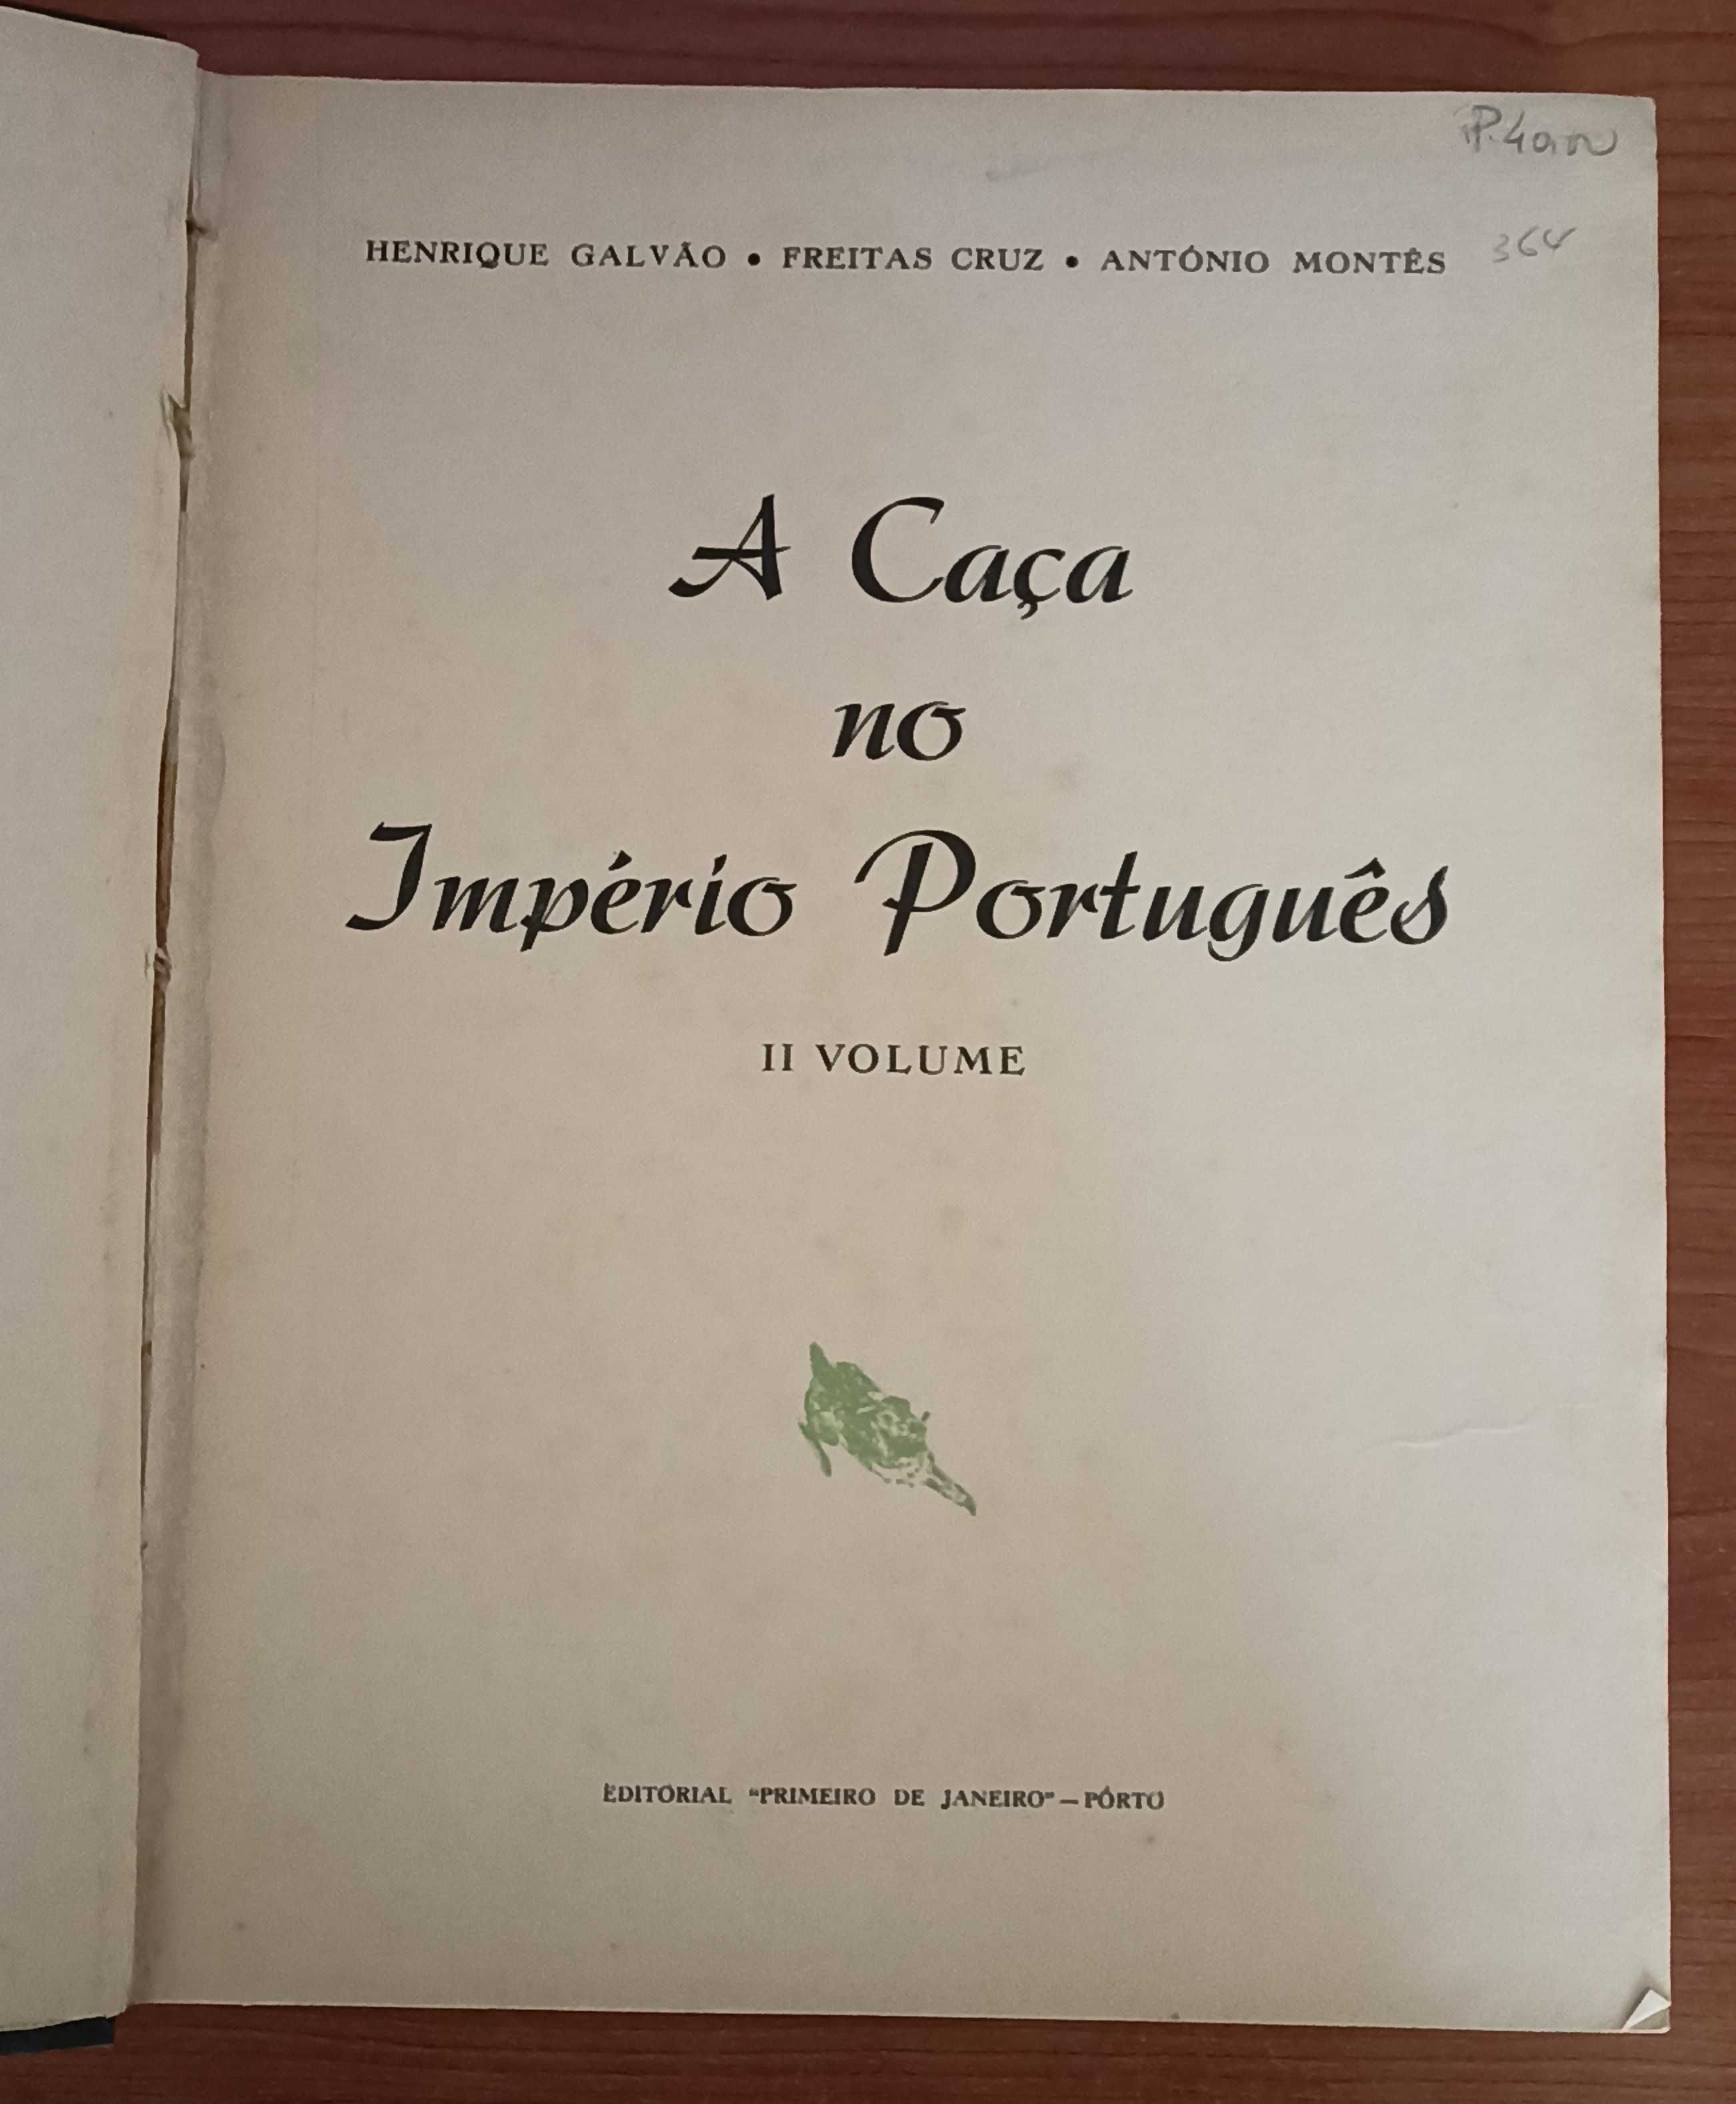 HENRIQUE GALVÃO • FREITAS CRUZ • ANTÓNIO MONTÊS
364
A Caça
no
Império Português
II VOLUME
EDITORIAL "PRIMEIRO DE JANEIRO" — PÔRTO